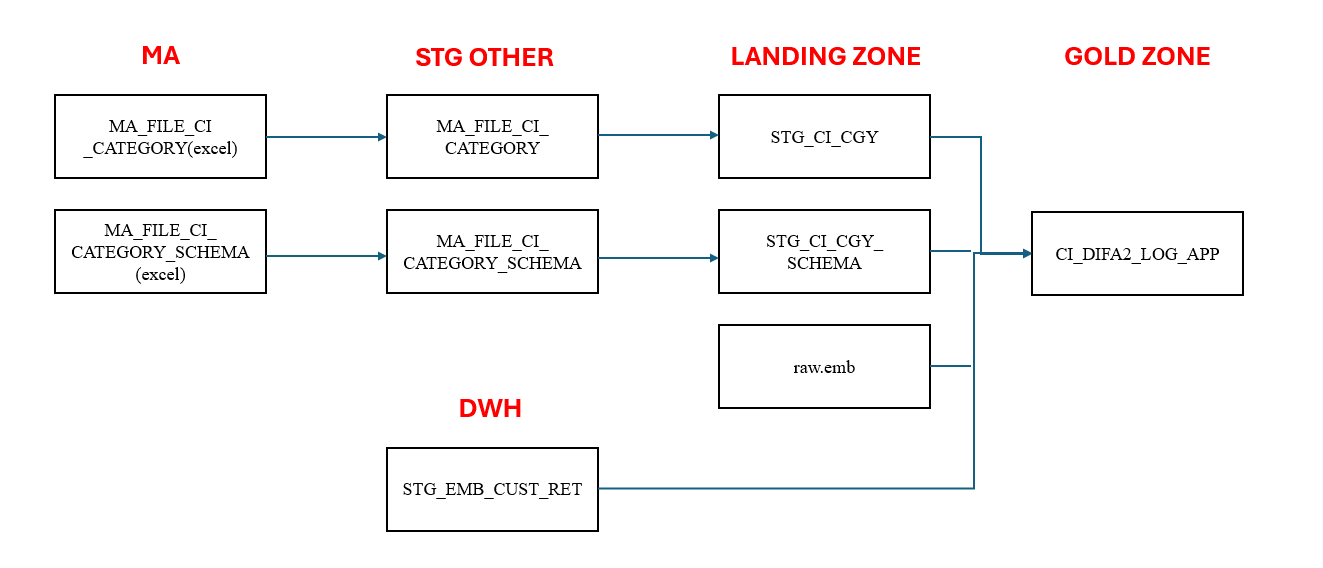 MA
STG OTHER
LANDING ZONE
GOLD ZONE
MA_FILE_CI
_CATEGORY(excel)
MA_FILE_CI_
CATEGORY
STG_CI_CGY
MA_FILE_CI_
CATEGORY_SCHEMA
(excel)
MA_FILE_CI_
CATEGORY_SCHEMA
STG_CI_CGY_
SCHEMA
CI_DIFA2_LOG_APP
raw.emb
DWH
STG_EMB_CUST_RET